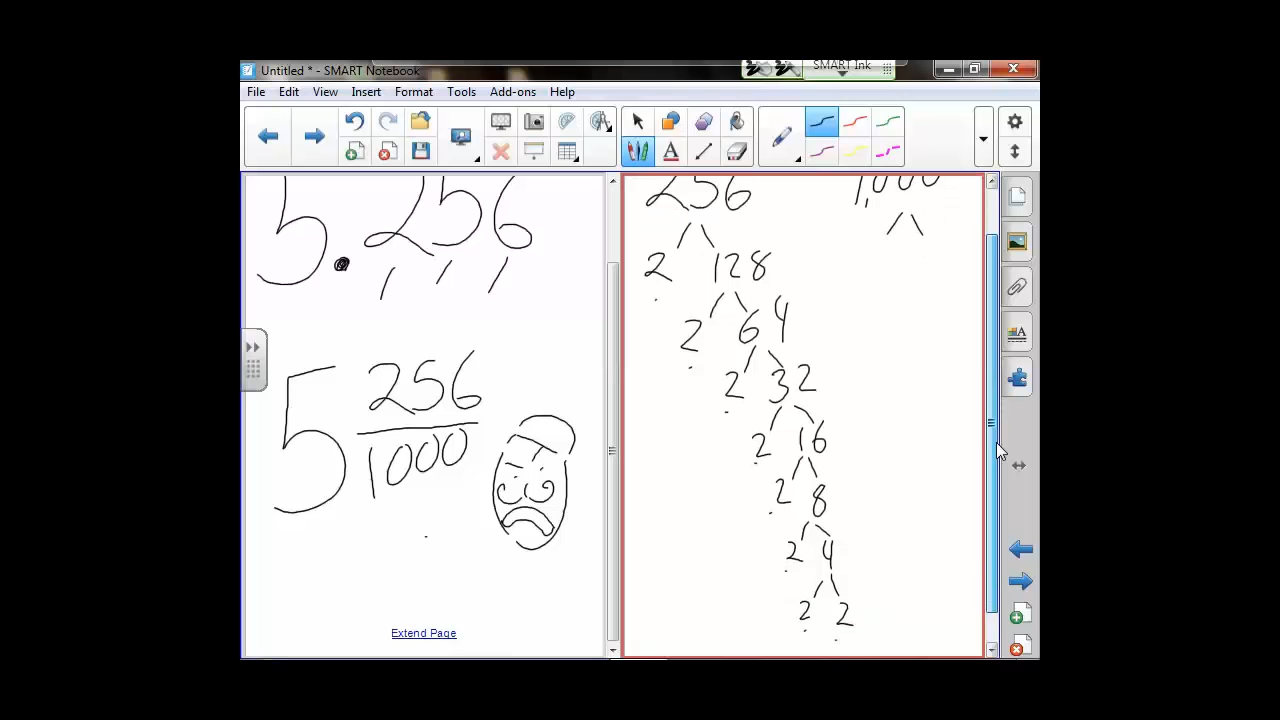 Untitled * - SMART Notebook
SMART Ink
File Edit View Insert Format Tools Add-ons Help
5.256
5 256
1000
Extend Page
256 1,000
2 128
2 64
2 32
2 16
2 8
2 4
2 2